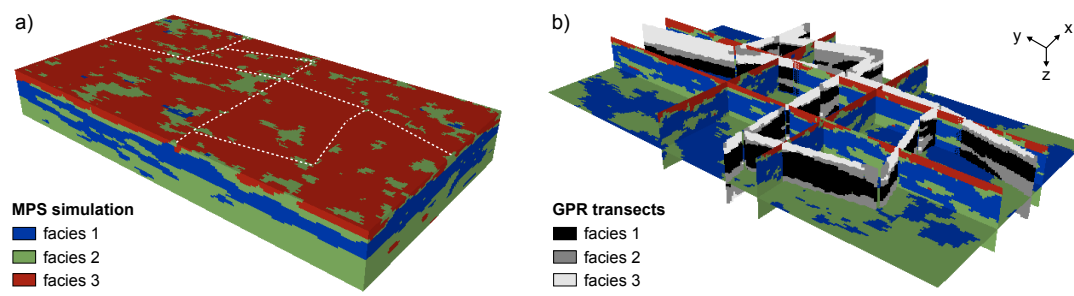 a)
MPS simulation
facies 1
facies 2
facies 3
b)
y
x
z
GPR transects
facies 1
facies 2
facies 3